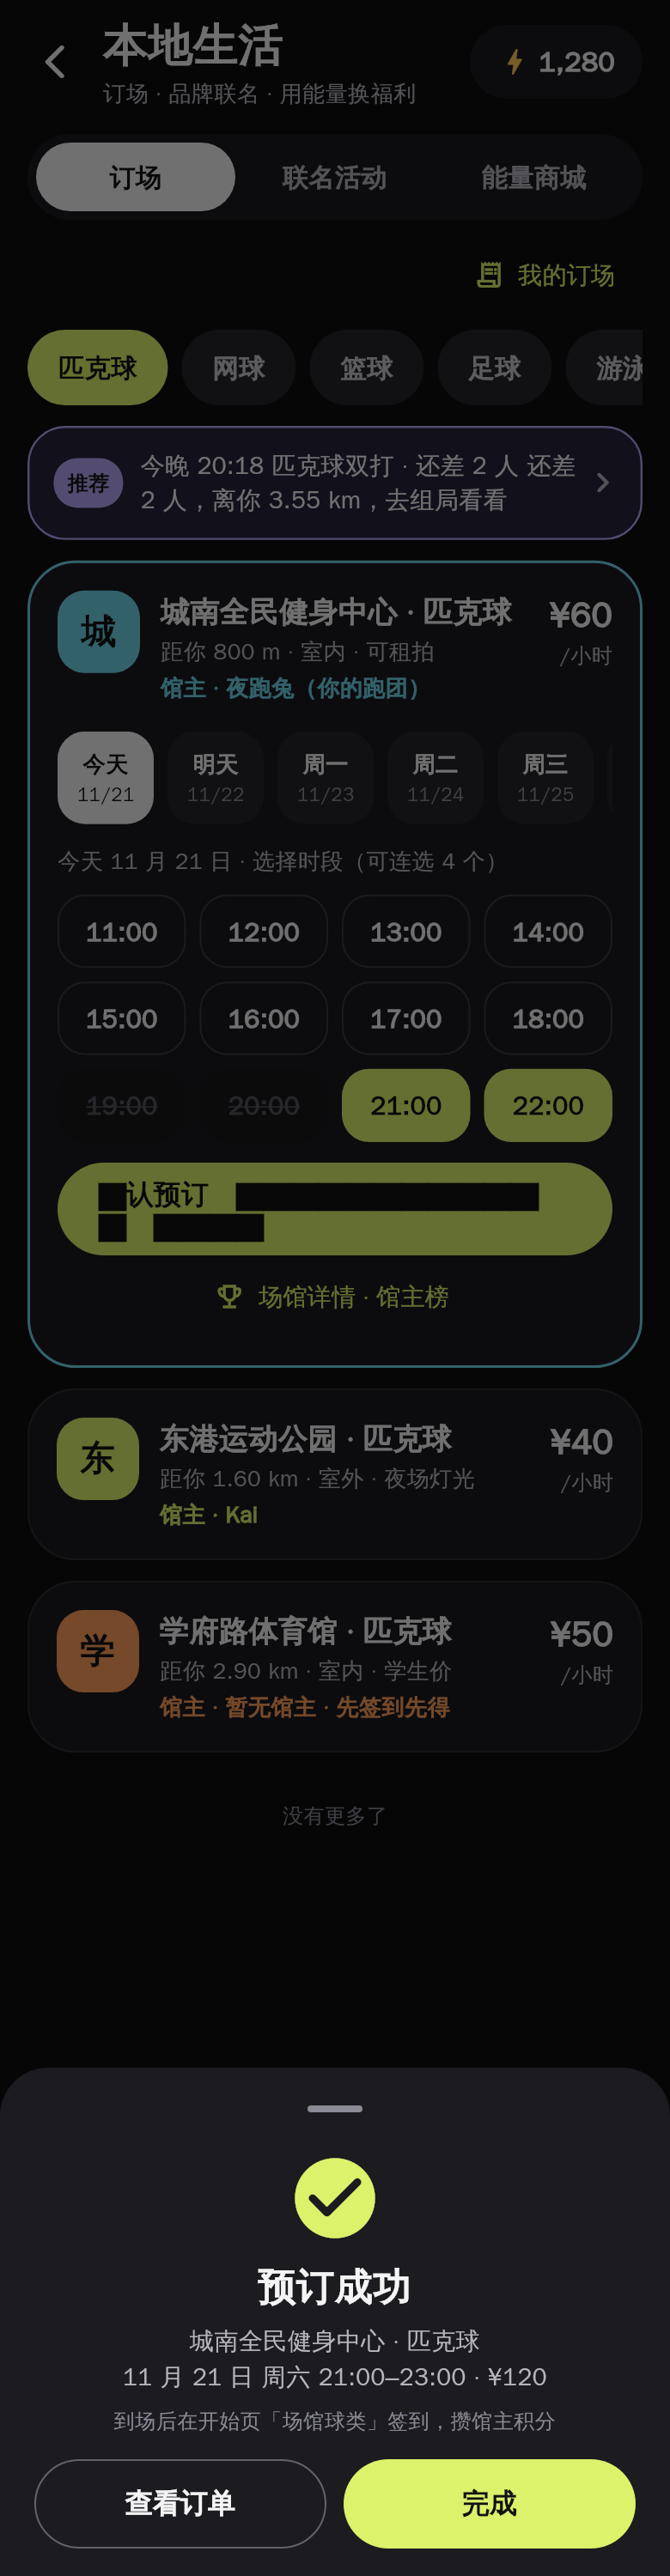 本地生活
订场 · 品牌联名 · 用能量换福利
1,280
订场
联名活动
能量商城
我的订场
匹克球
网球
篮球
足球
游泳
推荐
今晚 20:18 匹克球双打 · 还差 2 人 还差
2 人，离你 3.55 km，去组局看看
城
城南全民健身中心 · 匹克球
¥60
距你 800 m · 室内 · 可租拍
/小时
馆主 · 夜跑兔（你的跑团）
今天
11/21
明天
11/22
周一
11/23
周二
11/24
周三
11/25
今天 11 月 21 日 · 选择时段（可连选 4 个）
11:00
12:00
13:00
14:00
15:00
16:00
17:00
18:00
19:00
20:00
21:00
22:00
认预订
场馆详情 · 馆主榜
东
东港运动公园 · 匹克球
¥40
距你 1.60 km · 室外 · 夜场灯光
/小时
馆主 · Kai
学
学府路体育馆 · 匹克球
¥50
距你 2.90 km · 室内 · 学生价
/小时
馆主 · 暂无馆主 · 先签到先得
没有更多了
预订成功
城南全民健身中心 · 匹克球
11 月 21 日 周六 21:00–23:00 · ¥120
到场后在开始页「场馆球类」签到，攒馆主积分
查看订单
完成